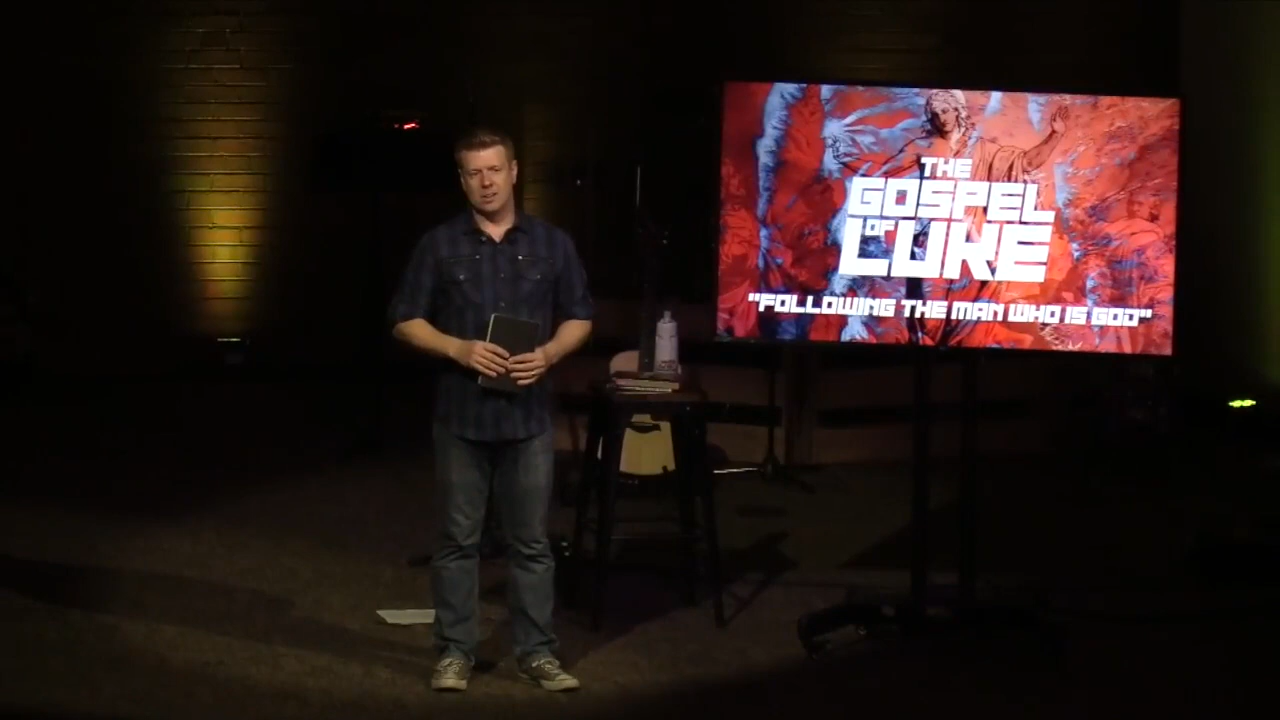 THE
GOSPEL
OF
LUKE
"FOLLOWING THE MAN WHO IS GOD"